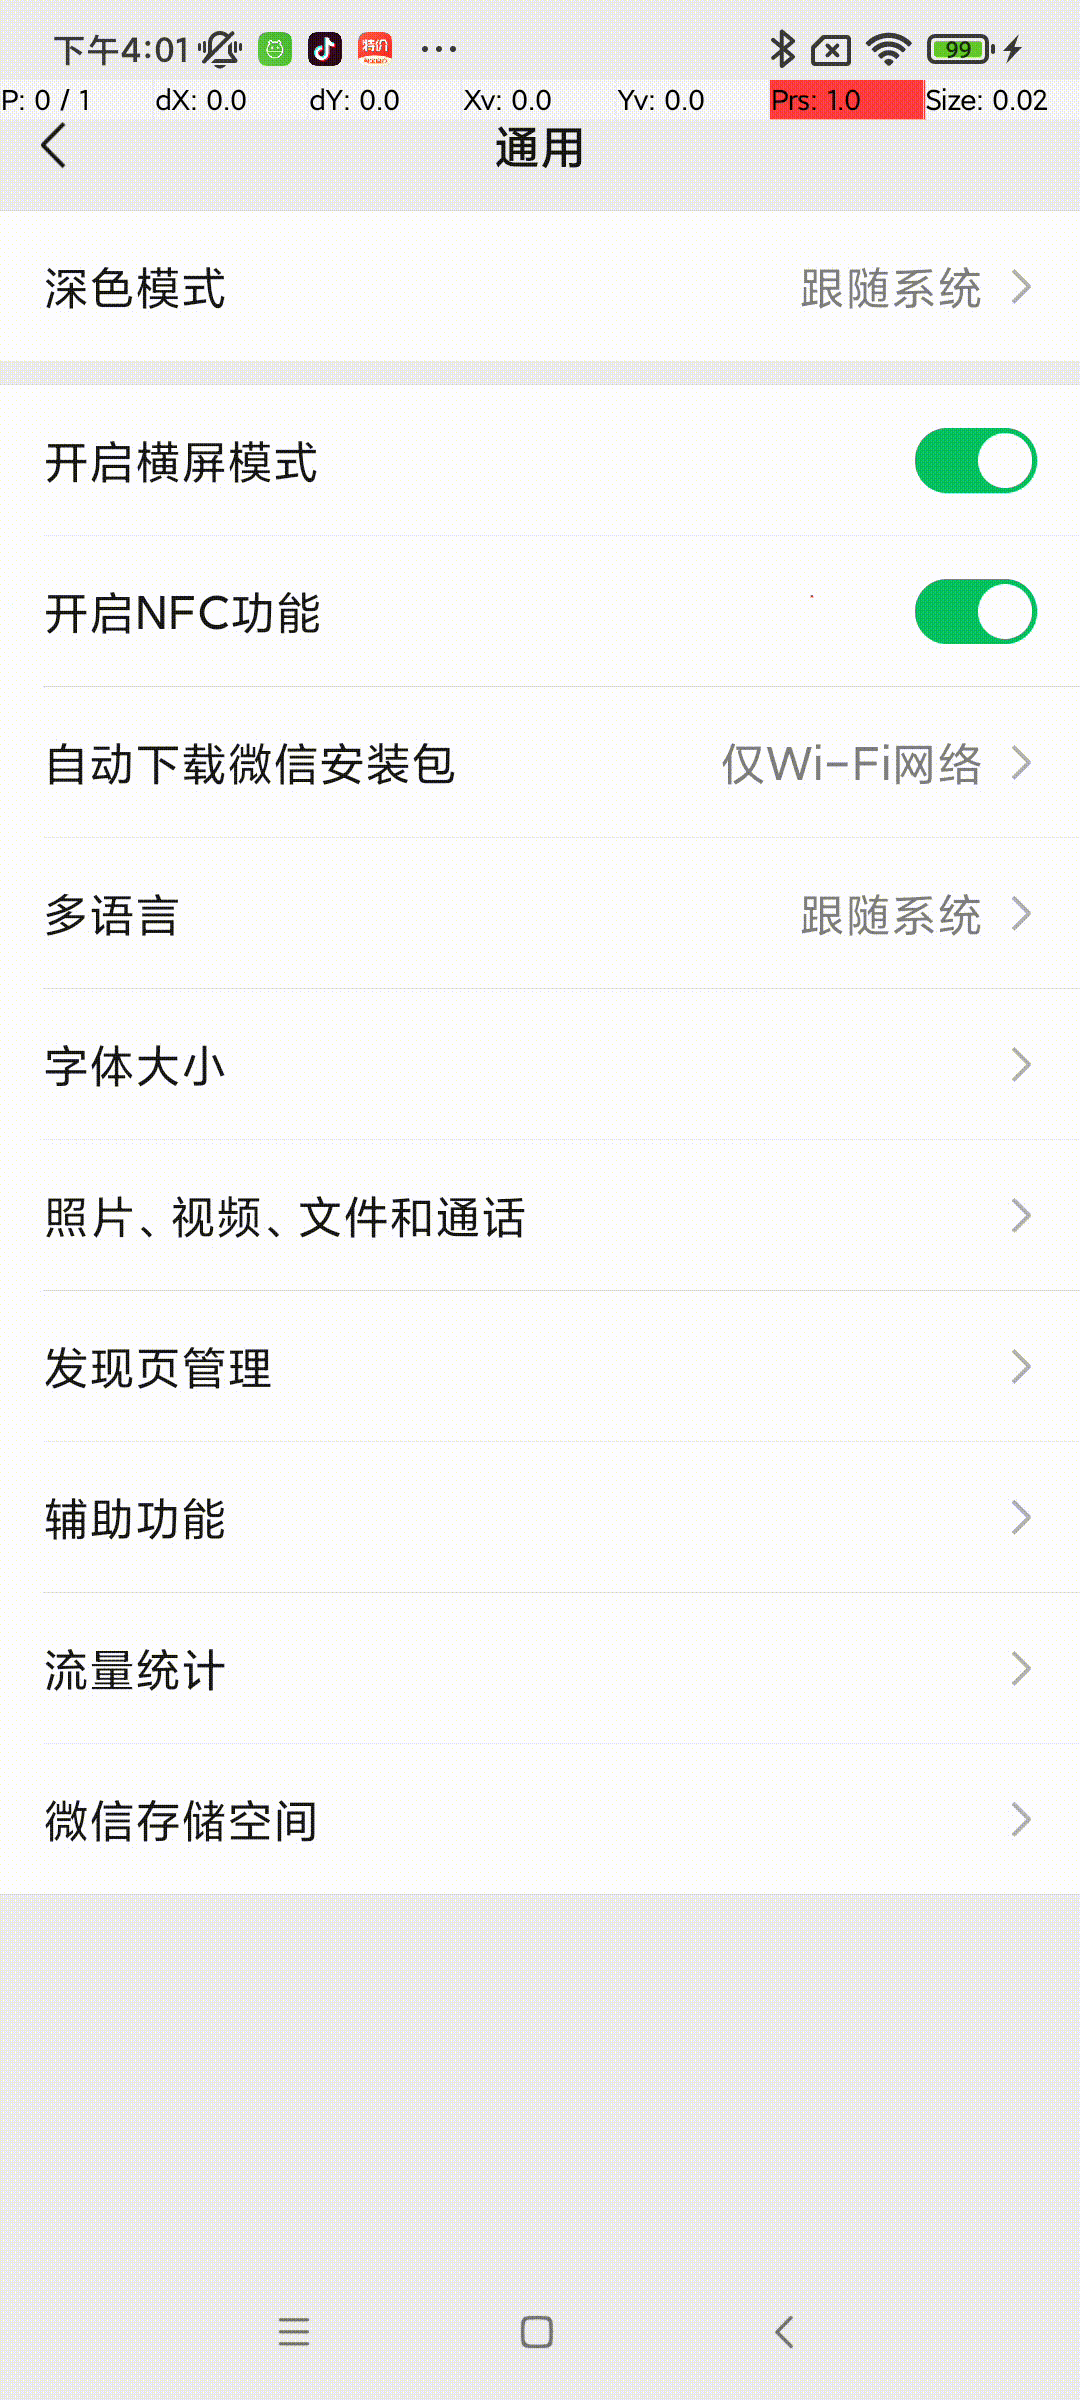 下午4:01 特价 99
P: 0 / 1 dX: 0.0 dY: 0.0 Xv: 0.0 Yv: 0.0 Prs: 1.0 Size: 0.02
通用
深色模式 跟随系统
开启横屏模式
开启NFC功能
自动下载微信安装包 仅Wi-Fi网络
多语言 跟随系统
字体大小
照片、视频、文件和通话
发现页管理
辅助功能
流量统计
微信存储空间